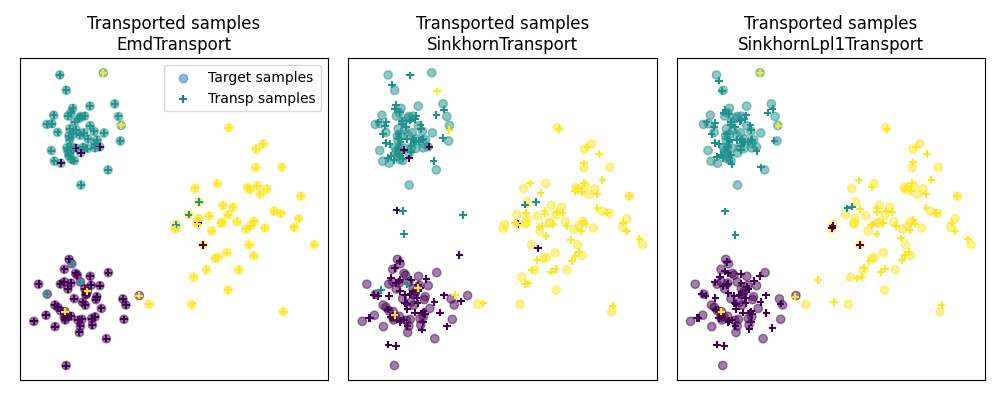 Transported samples
EmdTransport
Transported samples
SinkhornTransport
Transported samples
SinkhornLpl1Transport
Target samples
Transp samples